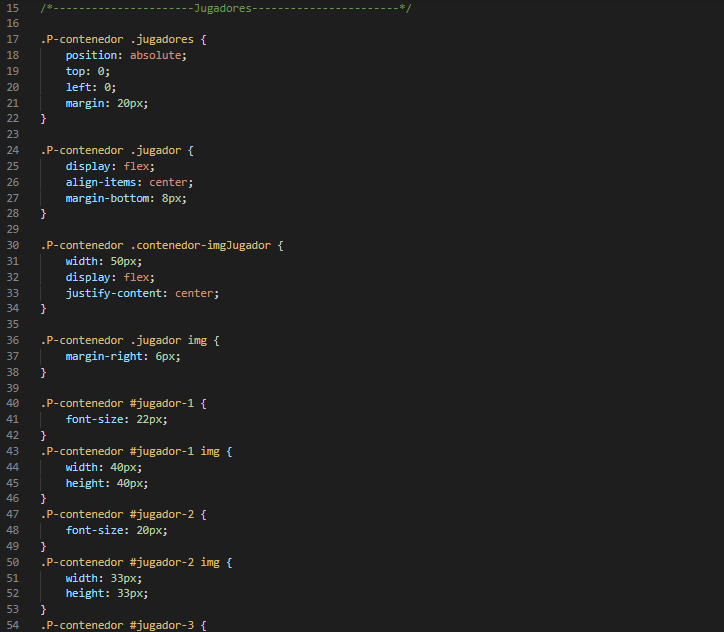 15 /*----------------------Jugadores-----------------------*/
16
17 .P-contenedor .jugadores {
18     position: absolute;
19     top: 0;
20     left: 0;
21     margin: 20px;
22 }
23
24 .P-contenedor .jugador {
25     display: flex;
26     align-items: center;
27     margin-bottom: 8px;
28 }
29
30 .P-contenedor .contenedor-imgJugador {
31     width: 50px;
32     display: flex;
33     justify-content: center;
34 }
35
36 .P-contenedor .jugador img {
37     margin-right: 6px;
38 }
39
40 .P-contenedor #jugador-1 {
41     font-size: 22px;
42 }
43 .P-contenedor #jugador-1 img {
44     width: 40px;
45     height: 40px;
46 }
47 .P-contenedor #jugador-2 {
48     font-size: 20px;
49 }
50 .P-contenedor #jugador-2 img {
51     width: 33px;
52     height: 33px;
53 }
54 .P-contenedor #jugador-3 {